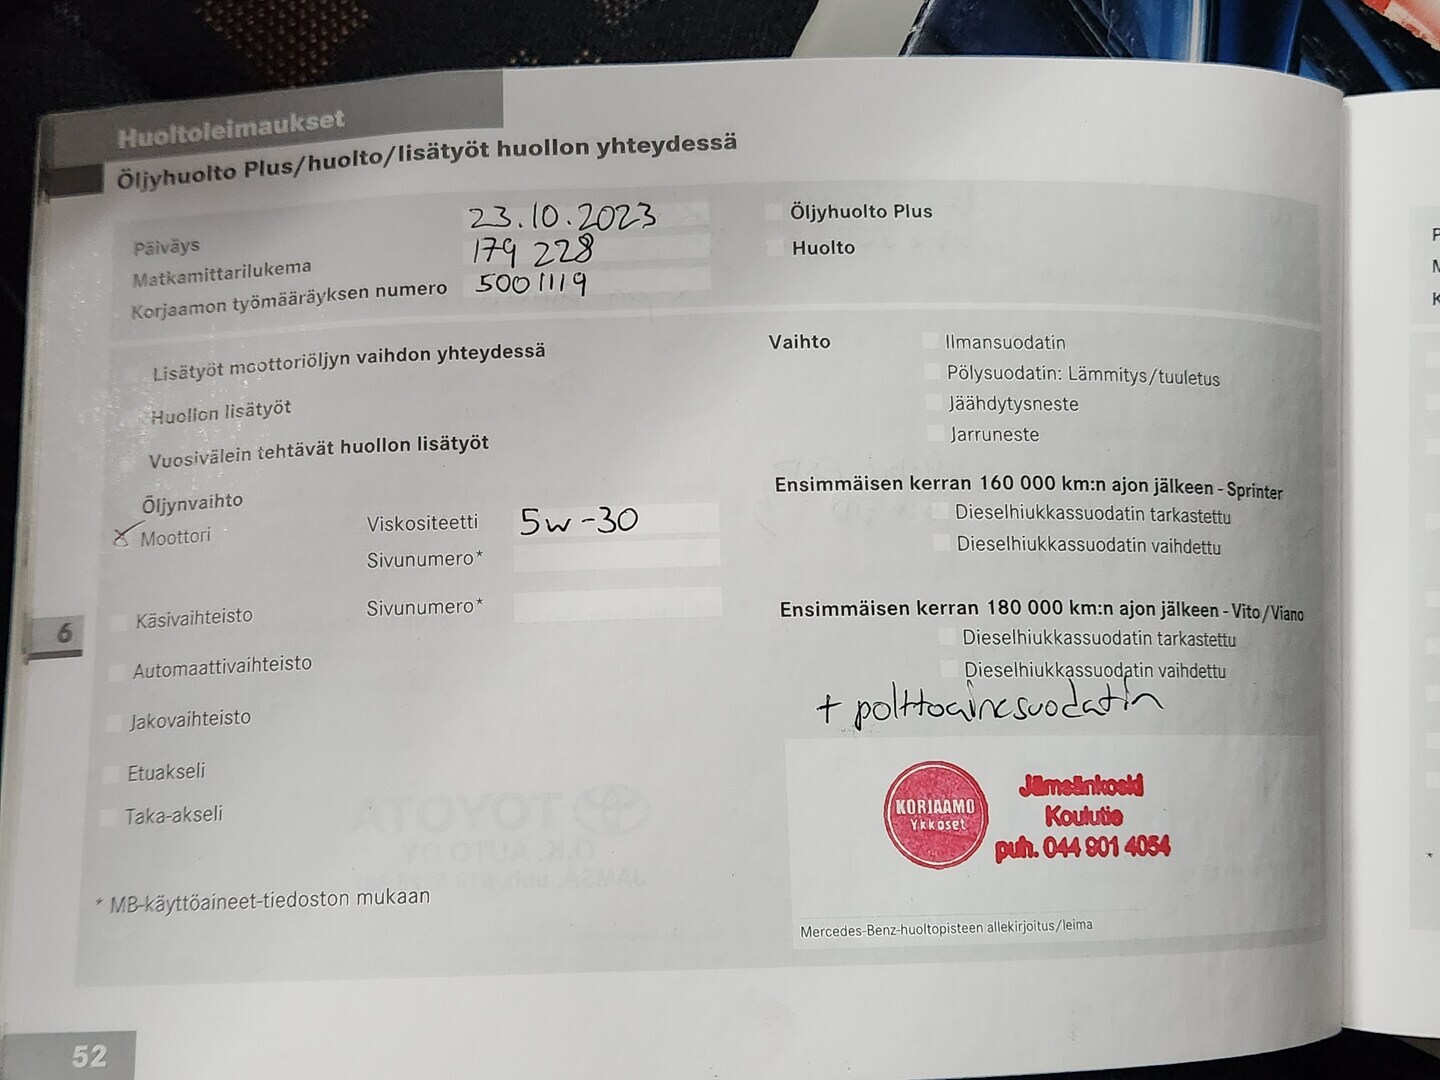 Huoltoleimaukset
Öljyhuolto Plus/huolto/lisätyöt huollon yhteydessä
Päiväys 23.10.2023
Matkamittarilukema 179 228
Korjaamon työmääräyksen numero 5001119
Öljyhuolto Plus
Huolto
Lisätyöt moottoriöljyn vaihdon yhteydessä
Huollon lisätyöt
Vuosivälein tehtävät huollon lisätyöt
Öljynvaihto
x Moottori Viskositeetti 5w-30
Sivunumero*
Käsivaihteisto Sivunumero*
Automaattivaihteisto
Jakovaihteisto
Etuakseli
Taka-akseli
* MB-käyttöaineet-tiedoston mukaan
Vaihto Ilmansuodatin
Pölysuodatin: Lämmitys/tuuletus
Jäähdytysneste
Jarruneste
Ensimmäisen kerran 160 000 km:n ajon jälkeen - Sprinter
Dieselhiukkassuodatin tarkastettu
Dieselhiukkassuodatin vaihdettu
Ensimmäisen kerran 180 000 km:n ajon jälkeen - Vito/Viano
Dieselhiukkassuodatin tarkastettu
Dieselhiukkassuodatin vaihdettu
+ polttoainesuodatin
KORJAAMO
Ykköset
Jämsänkoski
Koulutie
puh. 044 901 4054
Mercedes-Benz-huoltopisteen allekirjoitus/leima
6
52